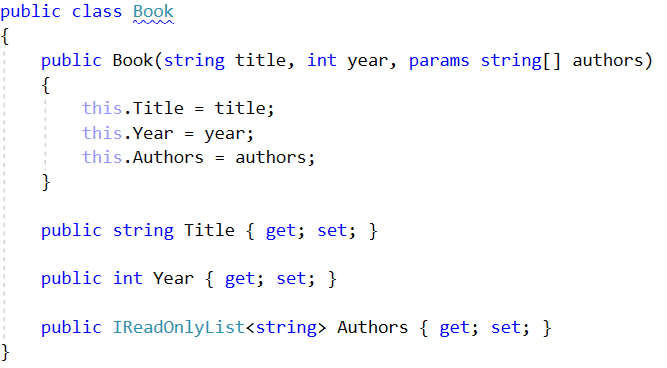 public class Book
{
    public Book(string title, int year, params string[] authors)
    {
        this.Title = title;
        this.Year = year;
        this.Authors = authors;
    }

    public string Title { get; set; }

    public int Year { get; set; }

    public IReadOnlyList<string> Authors { get; set; }
}